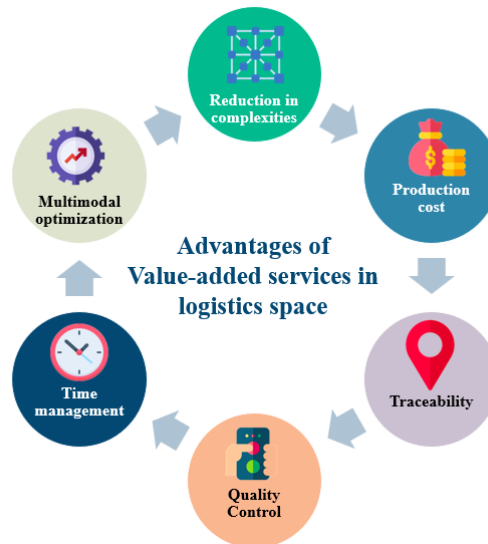 Reduction in
complexities
Production
cost
Traceability
Quality
Control
Time
management
Multimodal
optimization
Advantages of
Value-added services in
logistics space